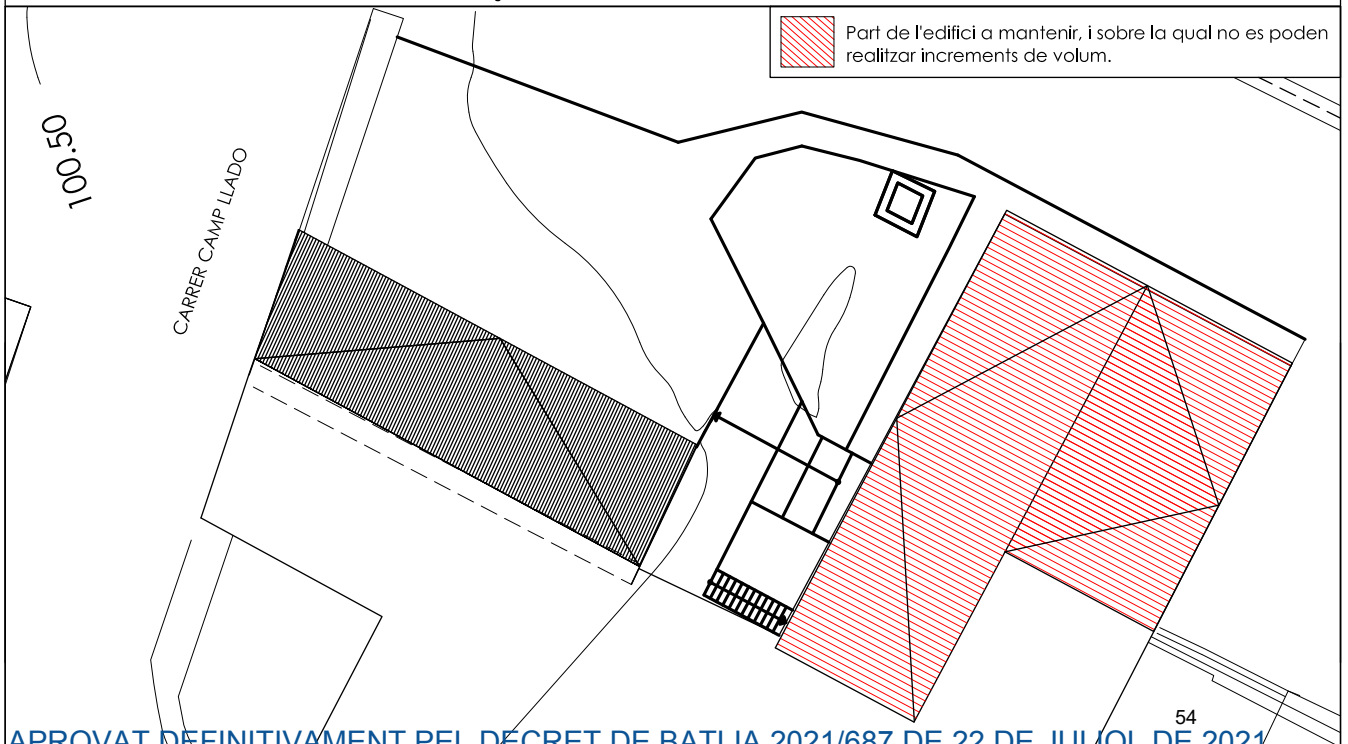 Part de l'edifici a mantenir, i sobre la qual no es poden
realitzar increments de volum.
100.50
CARRER CAMP LLADO
54
APROVAT DEFINITIVAMENT PEL DECRET DE BATLIA 2021/687 DE 22 DE JULIOL DE 2021